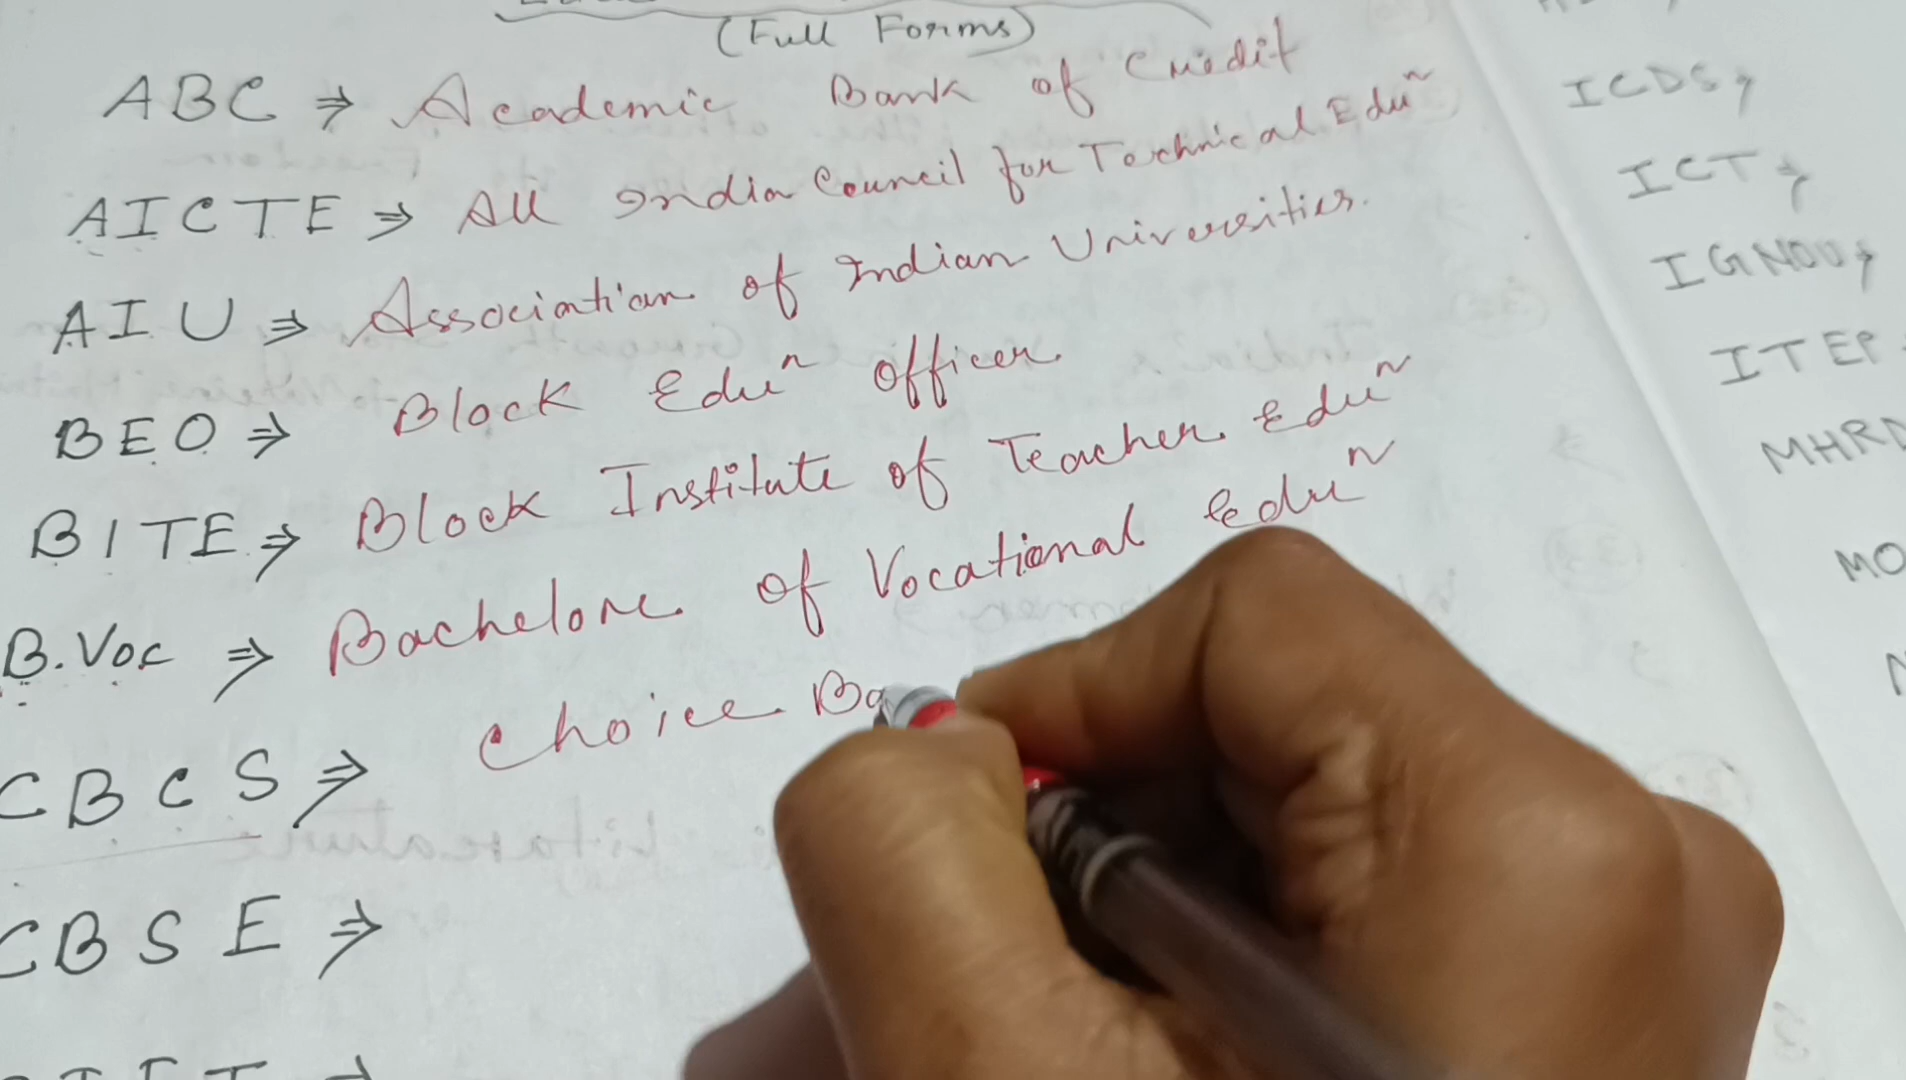 (Full Forms)
ABC ⇒ Academic Bank of Credit
AICTE ⇒ All India Council for Technical Eduⁿ
AIU ⇒ Association of Indian Universities.
BEO ⇒ Block Eduⁿ Officer
BITE ⇒ Block Institute of Teacher Eduⁿ
B.Voc ⇒ Bachelore of Vocational Eduⁿ
CBCS ⇒ Choice Ba
CBSE ⇒
ICDS,
ICT,
IGNOU,
ITEP
MHRD
MO